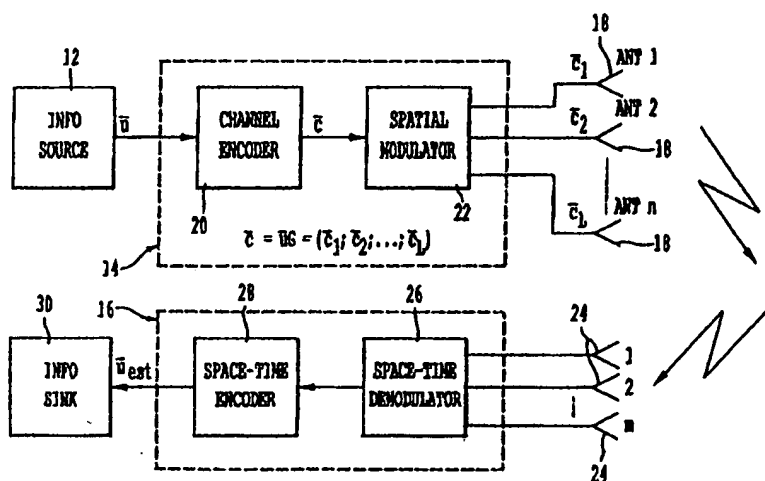 12
INFO
SOURCE
ū
CHANNEL
ENCODER
20
c̄
SPATIAL
MODULATOR
22
c̄ = ūG = (c̄₁; c̄₂; ...; c̄L)
14
c̄₁
18
ANT 1
c̄₂
ANT 2
18
c̄L
ANT n
18
30
INFO
SINK
ūest
16
28
SPACE-TIME
ENCODER
26
SPACE-TIME
DEMODULATOR
24
1
2
m
24